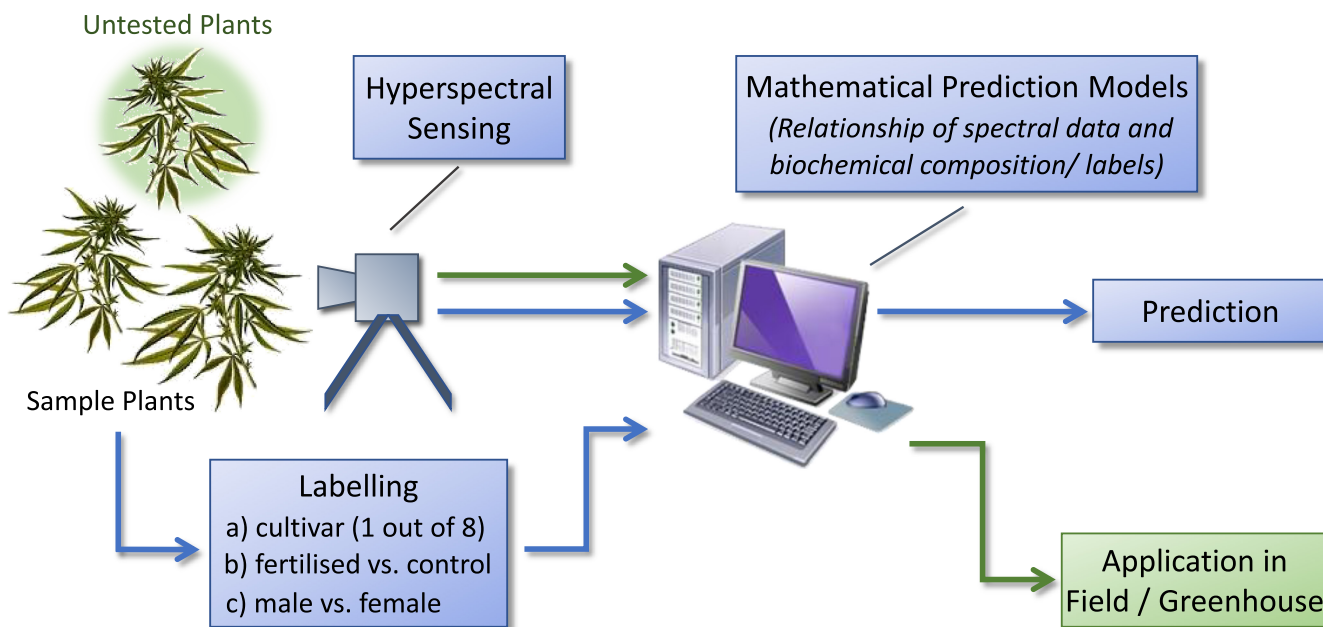 Untested Plants
Hyperspectral
Sensing
Mathematical Prediction Models
(Relationship of spectral data and
biochemical composition/ labels)
Prediction
Sample Plants
Labelling
a) cultivar (1 out of 8)
b) fertilised vs. control
c) male vs. female
Application in
Field / Greenhouse